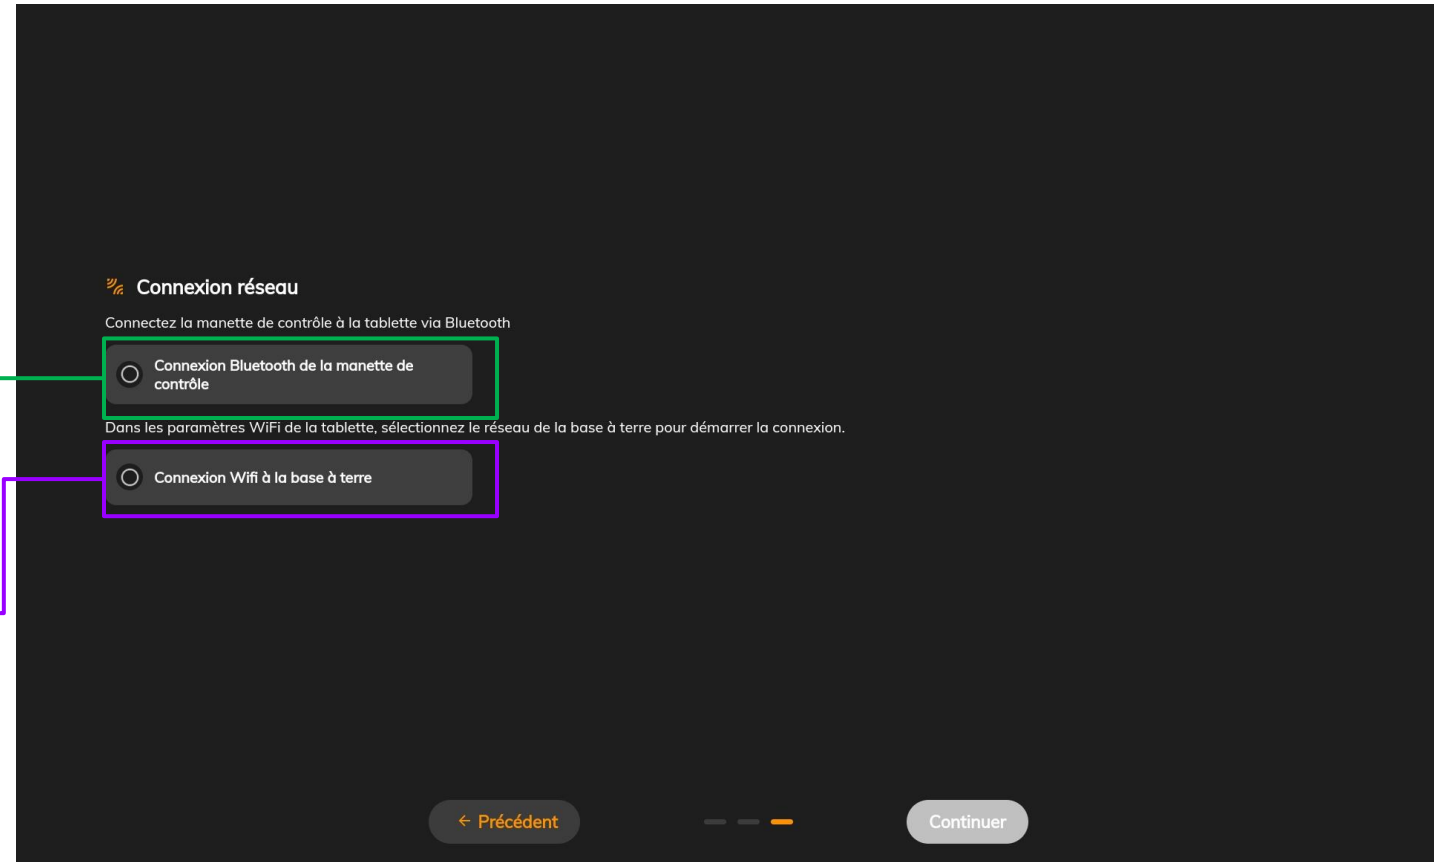 Connexion réseau
Connectez la manette de contrôle à la tablette via Bluetooth
Connexion Bluetooth de la manette de
contrôle
Dans les paramètres WiFi de la tablette, sélectionnez le réseau de la base à terre pour démarrer la connexion.
Connexion Wifi à la base à terre
← Précédent
Continuer